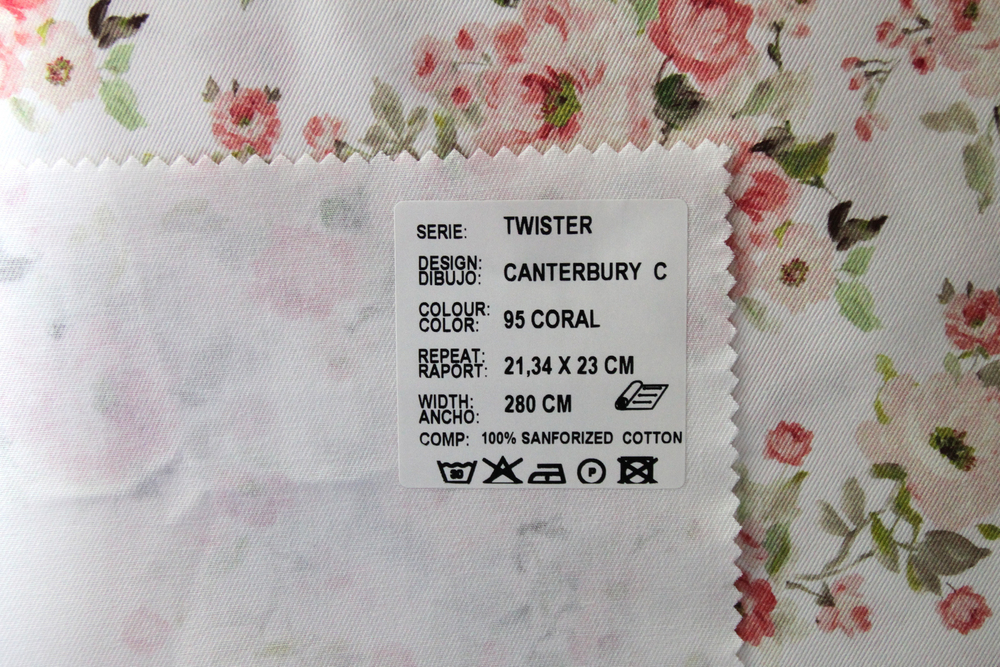 SERIE: TWISTER
DESIGN:
DIBUJO: CANTERBURY C
COLOUR:
COLOR: 95 CORAL
REPEAT:
RAPORT: 21,34 X 23 CM
WIDTH:
ANCHO: 280 CM
COMP: 100% SANFORIZED COTTON
30 P